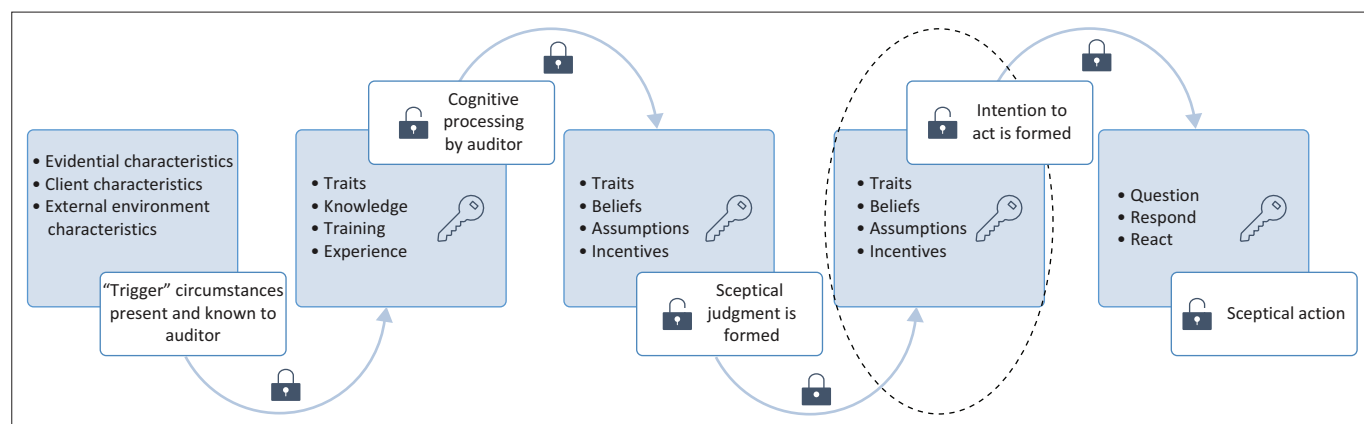 • Evidential characteristics
• Client characteristics
• External environment
characteristics
“Trigger” circumstances
present and known to
auditor
• Traits
• Knowledge
• Training
• Experience
Cognitive
processing
by auditor
• Traits
• Beliefs
• Assumptions
• Incentives
Sceptical
judgment is
formed
• Traits
• Beliefs
• Assumptions
• Incentives
Intention to
act is formed
• Question
• Respond
• React
Sceptical action